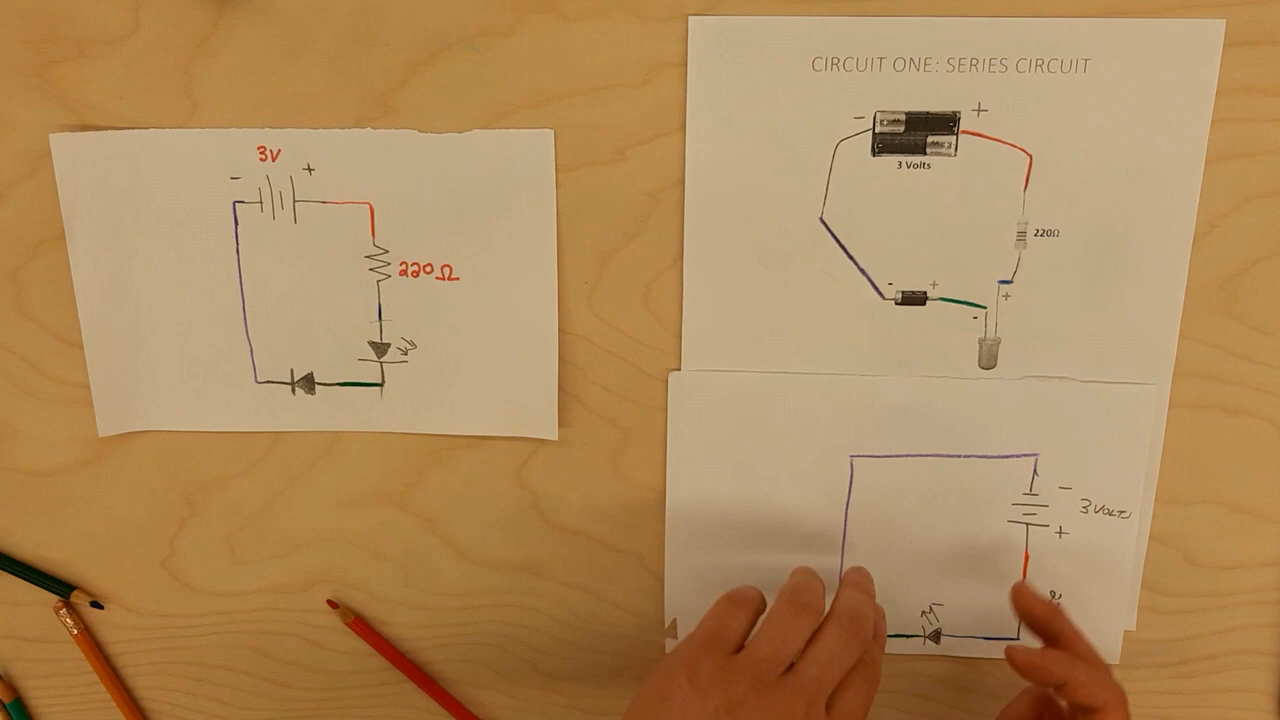 3V
- +
220Ω
CIRCUIT ONE: SERIES CIRCUIT
- +
3 Volts
220Ω
- +
+
-
-
3 VOLTS
+